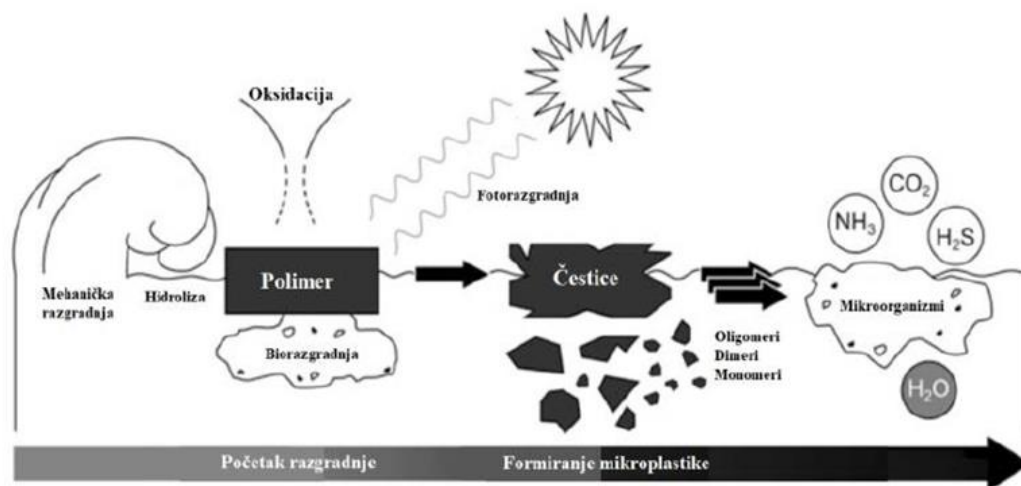 Oksidacija
Fotorazgradnja
CO₂
NH₃
H₂S
Mehanička
razgradnja
Hidroliza
Polimer
Čestice
Mikroorganizmi
Biorazgradnja
Oligomeri
Dimeri
Monomeri
H₂O
Početak razgradnje
Formiranje mikroplastike